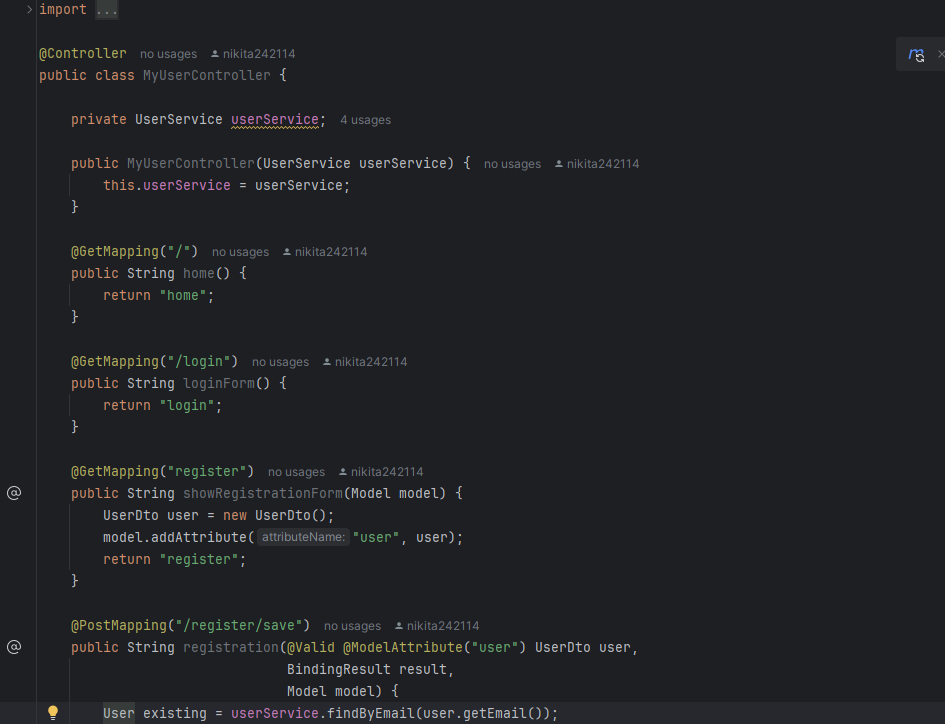 import ...
@Controller no usages nikita242114
public class MyUserController {
private UserService userService; 4 usages
public MyUserController(UserService userService) { no usages nikita242114
this.userService = userService;
}
@GetMapping("/") no usages nikita242114
public String home() {
return "home";
}
@GetMapping("/login") no usages nikita242114
public String loginForm() {
return "login";
}
@GetMapping("register") no usages nikita242114
public String showRegistrationForm(Model model) {
UserDto user = new UserDto();
model.addAttribute( attributeName: "user", user);
return "register";
}
@PostMapping("/register/save") no usages nikita242114
public String registration(@Valid @ModelAttribute("user") UserDto user,
BindingResult result,
Model model) {
User existing = userService.findByEmail(user.getEmail());